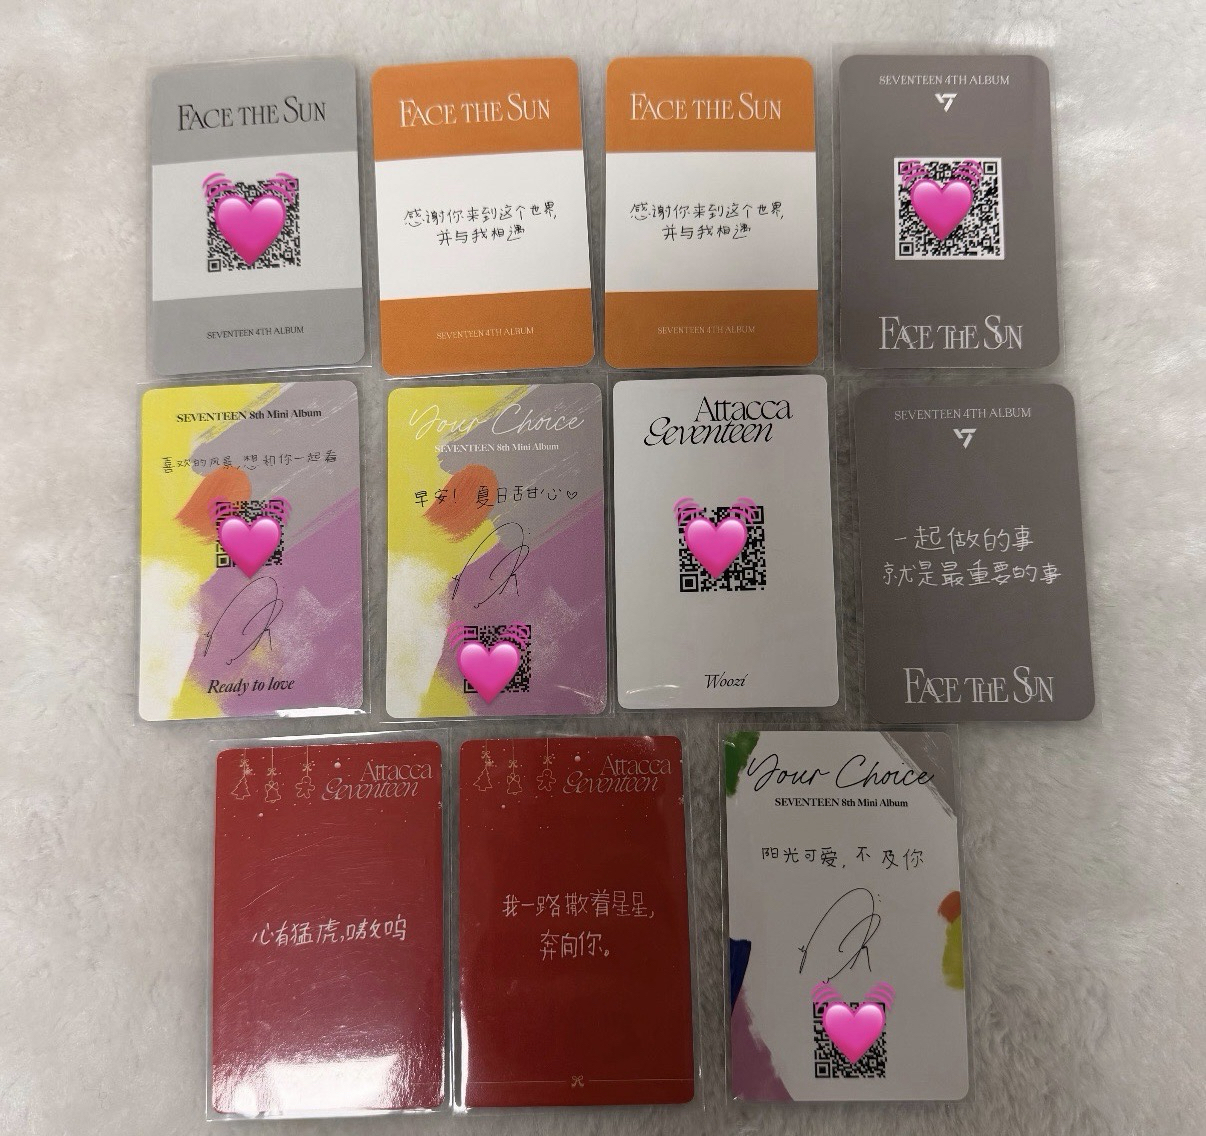 FACE THE SUN
SEVENTEEN 4TH ALBUM
FACE THE SUN
感谢你来到这个世界,
并与我相遇
SEVENTEEN 4TH ALBUM
FACE THE SUN
感谢你来到这个世界,
并与我相遇
SEVENTEEN 4TH ALBUM
SEVENTEEN 4TH ALBUM
FACE THE SUN
SEVENTEEN 8th Mini Album
喜欢的风景,想和你一起看
Ready to love
Your Choice
SEVENTEEN 8th Mini Album
早安! 夏日甜心♡
Attacca
Seventeen
Woozi
SEVENTEEN 4TH ALBUM
一起做的事
就是最重要的事
FACE THE SUN
Attacca
Seventeen
心有猛虎,嗷呜
Attacca
Seventeen
我一路撒着星星,
奔向你。
Your Choice
SEVENTEEN 8th Mini Album
阳光可爱,不及你